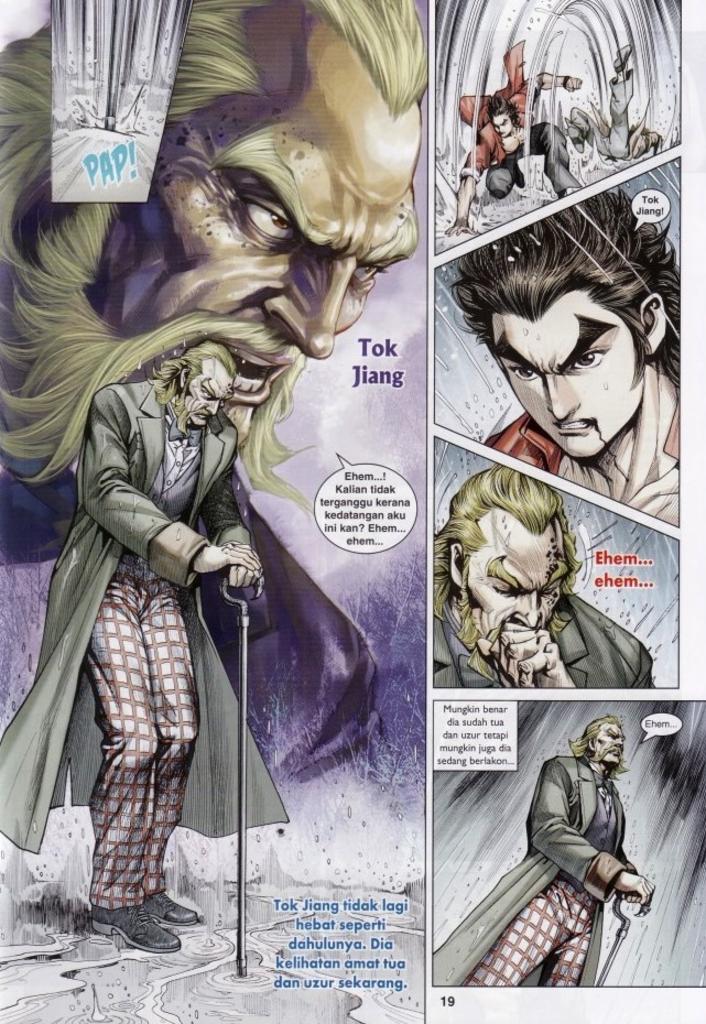 PAP!
Tok
Jiang
Ehem...!
Kalian tidak
terganggu kerana
kedatangan aku
ini kan? Ehem...
ehem...
Tok Jiang tidak lagi
hebat seperti
dahulunya. Dia
kelihatan amat tua
dan uzur sekarang.
Tok
Jiang!
Ehem...
ehem...
Mungkin benar
dia sudah tua
dan uzur tetapi
mungkin juga dia
sedang berlakon...
Ehem...
19